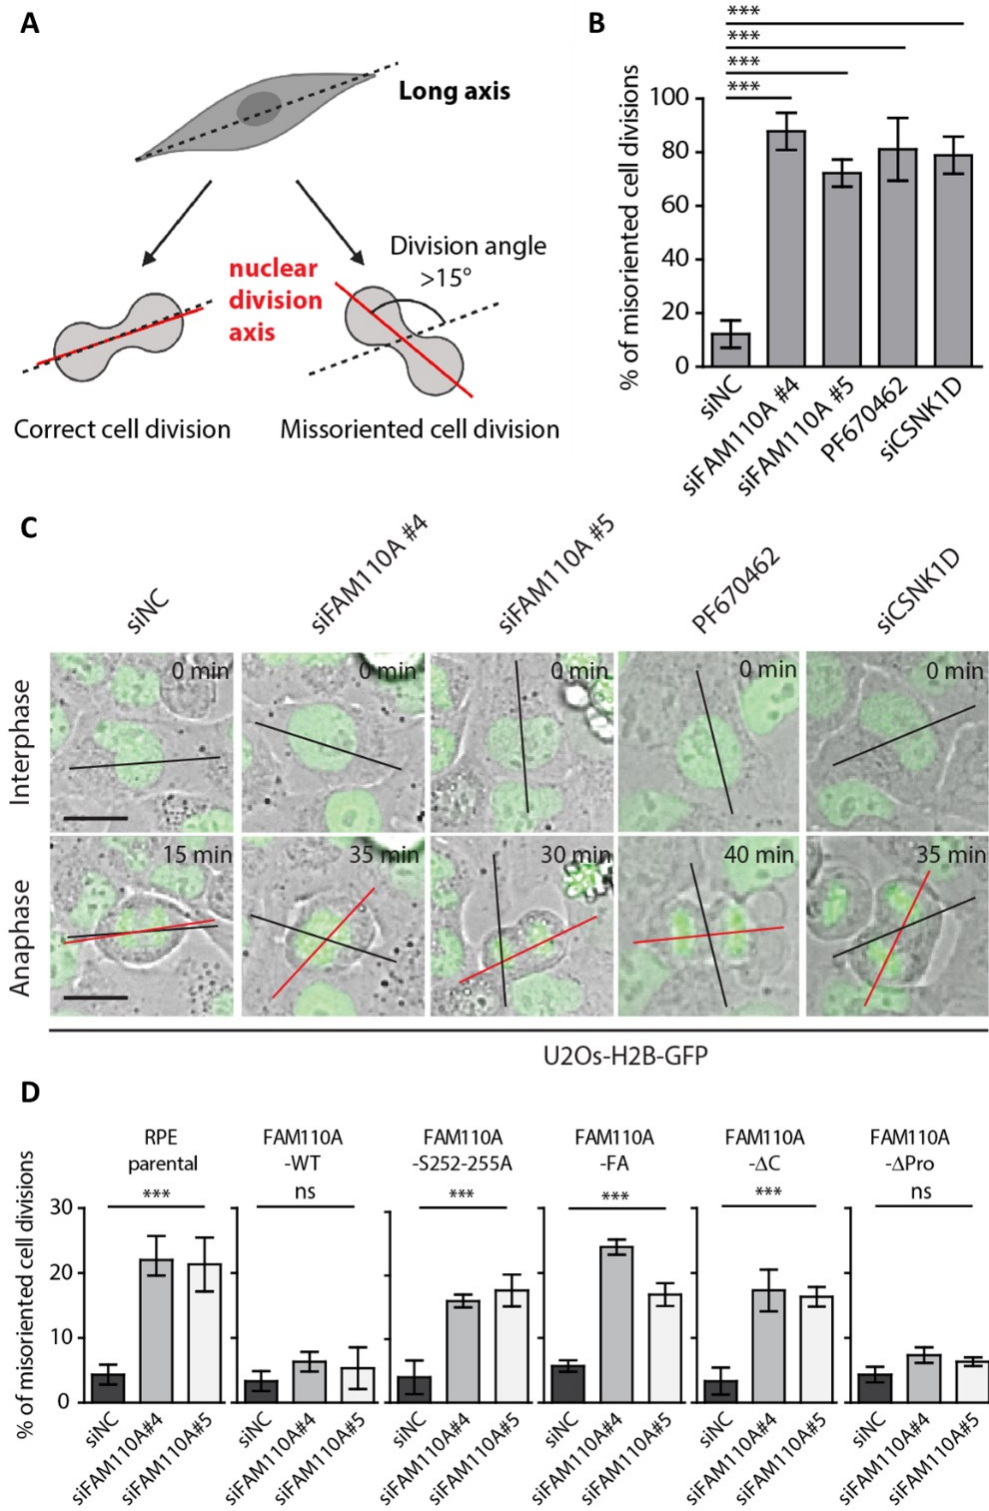 A
Long axis
Division angle
>15°
nuclear
division
axis
Correct cell division
Missoriented cell division
B
***
***
***
***
% of misoriented cell divisions
100
80
60
40
20
0
siNC
siFAM110A #4
siFAM110A #5
PF670462
siCSNK1D
C
siNC
siFAM110A #4
siFAM110A #5
PF670462
siCSNK1D
Interphase
0 min
0 min
0 min
0 min
0 min
Anaphase
15 min
35 min
30 min
40 min
35 min
U2Os-H2B-GFP
D
% of misoriented cell divisions
30
20
10
0
RPE
parental
***
siNC
siFAM110A#4
siFAM110A#5
FAM110A
-WT
ns
siNC
siFAM110A#4
siFAM110A#5
FAM110A
-S252-255A
***
siNC
siFAM110A#4
siFAM110A#5
FAM110A
-FA
***
siNC
siFAM110A#4
siFAM110A#5
FAM110A
-ΔC
***
siNC
siFAM110A#4
siFAM110A#5
FAM110A
-ΔPro
ns
siNC
siFAM110A#4
siFAM110A#5